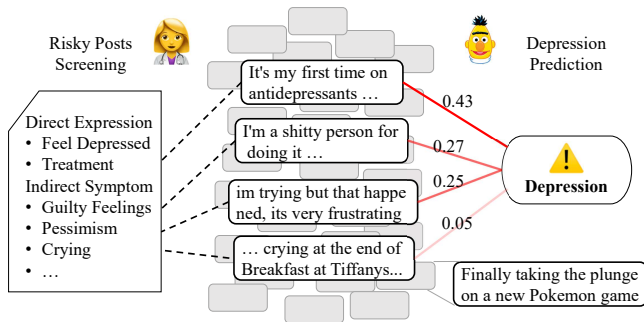 Risky Posts
Screening
Depression
Prediction
Direct Expression
• Feel Depressed
• Treatment
Indirect Symptom
• Guilty Feelings
• Pessimism
• Crying
• …
It's my first time on
antidepressants …
I'm a shitty person for
doing it …
im trying but that happe
ned, its very frustrating
… crying at the end of
Breakfast at Tiffanys...
0.43
0.27
0.25
0.05
Depression
Finally taking the plunge
on a new Pokemon game